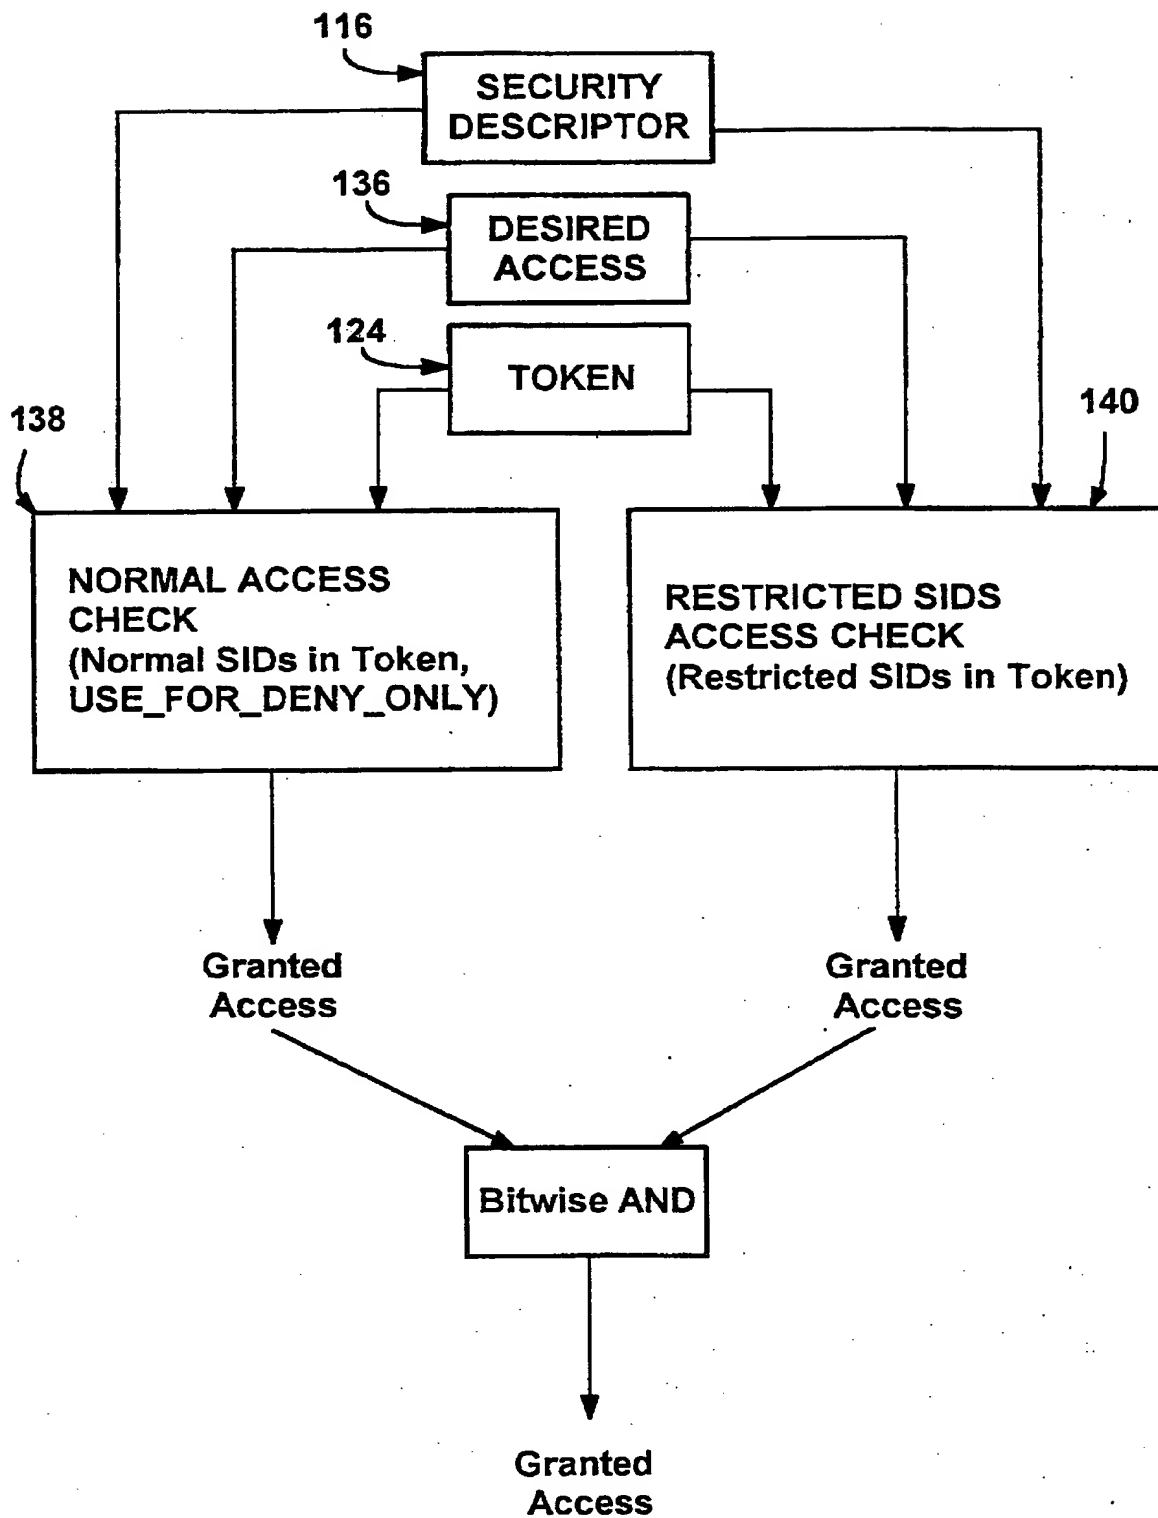 116
SECURITY
DESCRIPTOR
136
DESIRED
ACCESS
124
TOKEN
138
140
NORMAL ACCESS
CHECK
(Normal SIDs in Token,
USE_FOR_DENY_ONLY)
RESTRICTED SIDS
ACCESS CHECK
(Restricted SIDs in Token)
Granted
Access
Granted
Access
Bitwise AND
Granted
Access